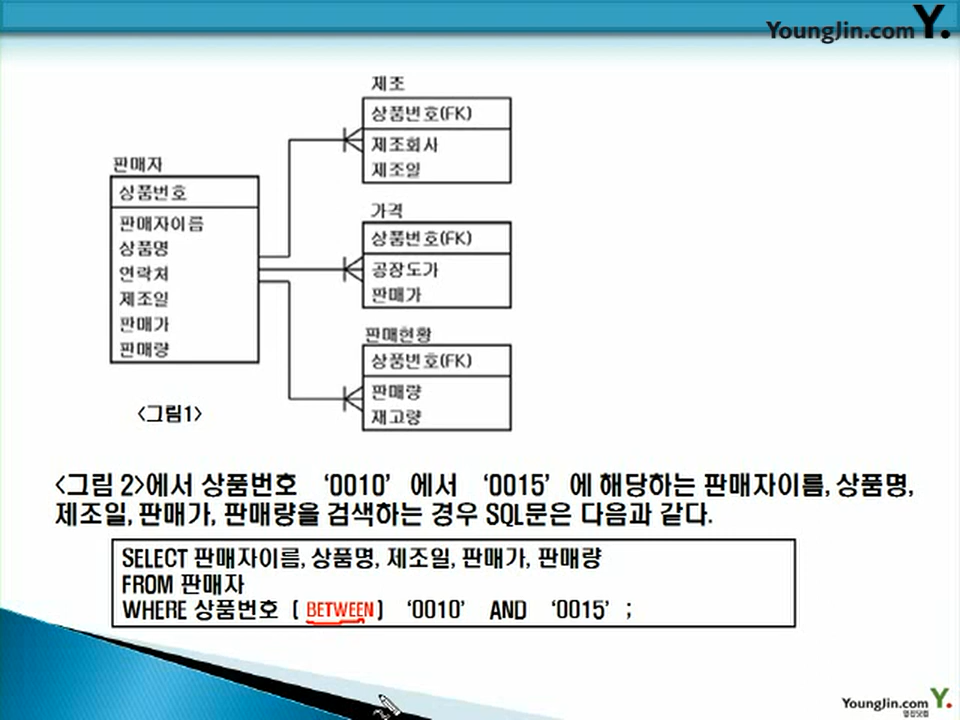 YoungJin.com Y.
제조
상품번호(FK)
제조회사
제조일
판매자
상품번호
판매자이름
상품명
연락처
제조일
판매가
판매량
가격
상품번호(FK)
공장도가
판매가
판매현황
상품번호(FK)
판매량
재고량
<그림1>
<그림 2>에서 상품번호 ‘0010’ 에서 ‘0015’ 에 해당하는 판매자이름, 상품명,
제조일, 판매가, 판매량을 검색하는 경우 SQL문은 다음과 같다.
SELECT 판매자이름, 상품명, 제조일, 판매가, 판매량
FROM 판매자
WHERE 상품번호 ( BETWEEN ) ‘0010’ AND ‘0015’ ;
YoungJin.com Y.
영진닷컴